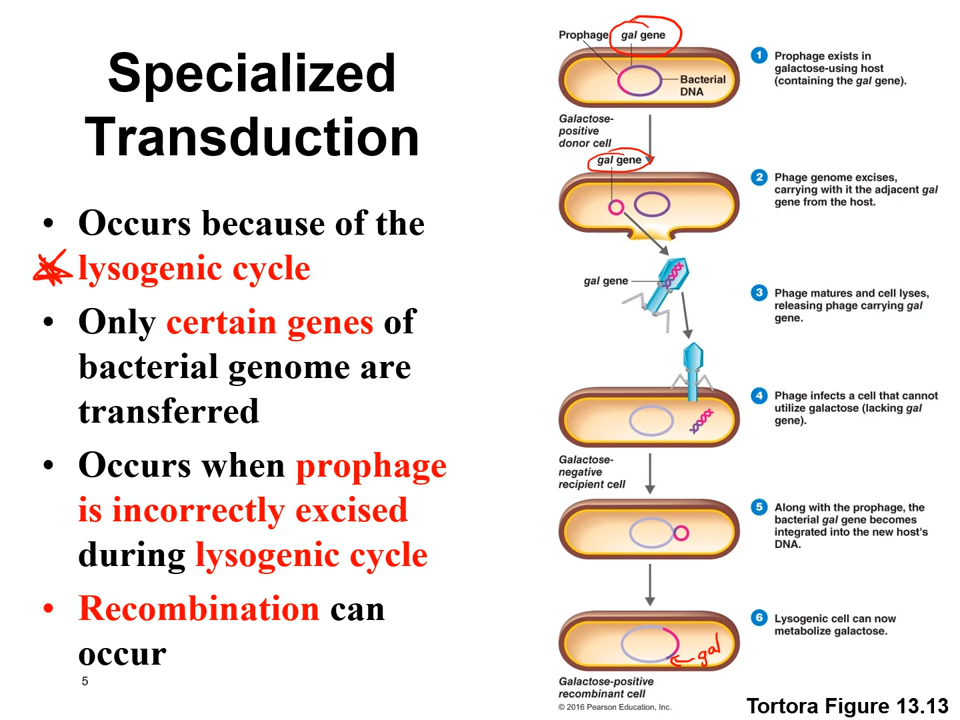 Specialized
Transduction
• Occurs because of the
lysogenic cycle
• Only certain genes of
bacterial genome are
transferred
• Occurs when prophage
is incorrectly excised
during lysogenic cycle
• Recombination can
occur
5
Prophage
gal gene
Bacterial
DNA
1 Prophage exists in
galactose-using host
(containing the gal gene).
Galactose-
positive
donor cell
gal gene
2 Phage genome excises,
carrying with it the adjacent gal
gene from the host.
gal gene
3 Phage matures and cell lyses,
releasing phage carrying gal
gene.
4 Phage infects a cell that cannot
utilize galactose (lacking gal
gene).
Galactose-
negative
recipient cell
5 Along with the prophage, the
bacterial gal gene becomes
integrated into the new host's
DNA.
6 Lysogenic cell can now
metabolize galactose.
gal
Galactose-positive
recombinant cell
© 2016 Pearson Education, Inc.
Tortora Figure 13.13